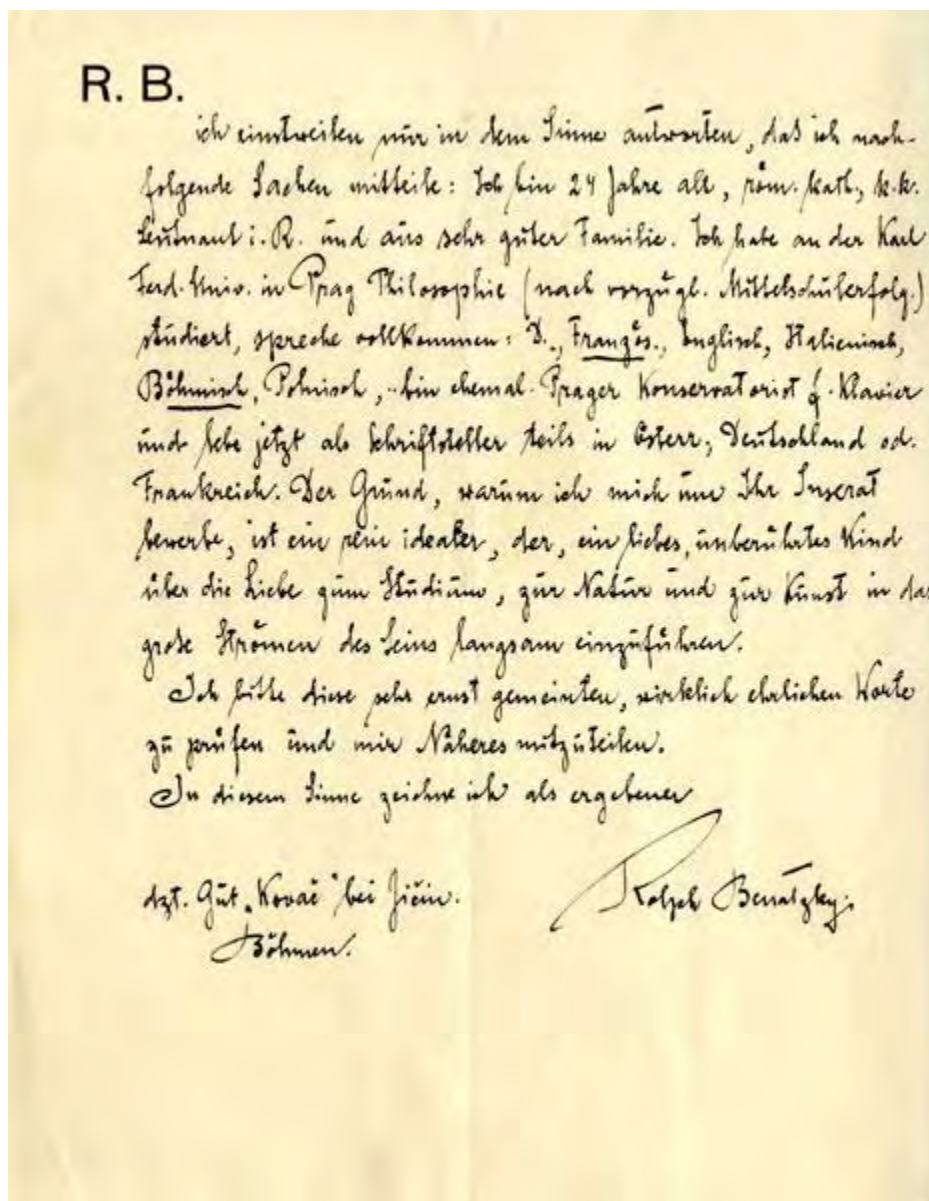 R. B.
ich einstweilen nur in dem Sinne antworten, daß ich nach-
folgende Sachen mitteile: Ich bin 24 Jahre alt, röm. kath., k. k.
Leutnant i. R. und aus sehr guter Familie. Ich habe an der Karl
Ferd. Univ. in Prag Philosophie (nach vorzügl. Mittelschulerfolg.)
studiert, spreche vollkommen: D., Französ., Englisch, Italienisch,
Böhmisch, Polnisch, bin ehemal. Prager Konservatorist f. Klavier
und lebe jetzt als Schriftsteller teils in Österr., Deutschland od.
Frankreich. Der Grund, warum ich mich um Ihr Inserat
bewerbe, ist ein rein idealer, der, ein liebes, unberührtes Kind
über die Liebe zum Studium, zur Natur und zur Kunst in das
große Strömen des Seins langsam einzuführen.
Ich bitte diese sehr ernst gemeinten, wirklich ehrlichen Worte
zu prüfen und mir Näheres mitzuteilen.
In diesem Sinne zeichne ich als ergebener
dzt. Gut „Kovač" bei Jičin.
Böhmen.
Ralph Benatzky